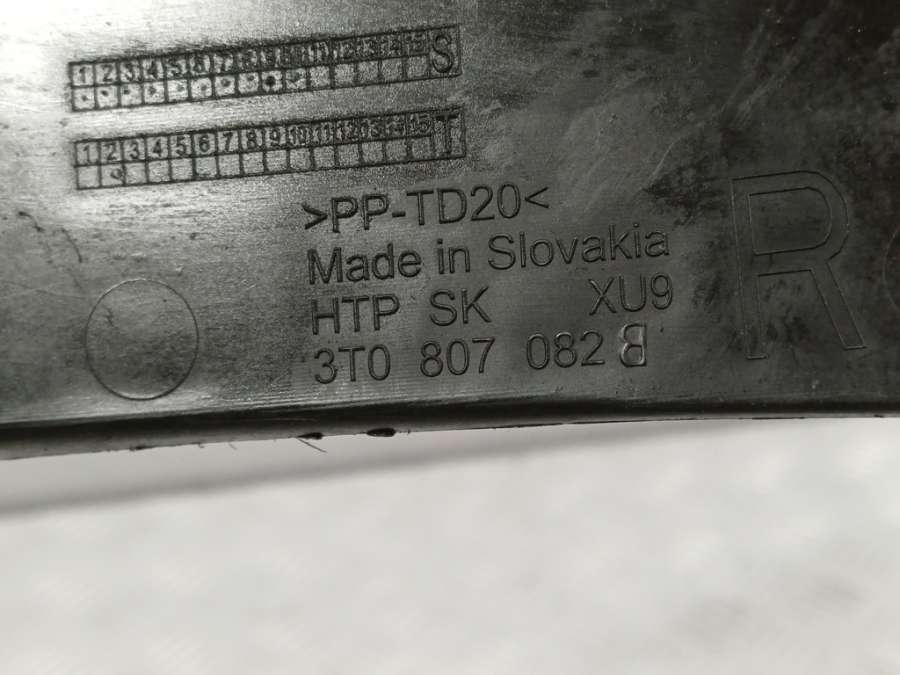 1 2 3 4 5 6 7 8 9 10 11 12 13 14 15 S
1 2 3 4 5 6 7 8 9 10 11 12 13 14 15 T
>PP-TD20<
Made in Slovakia
HTP SK XU9
3T0 807 082 B
R